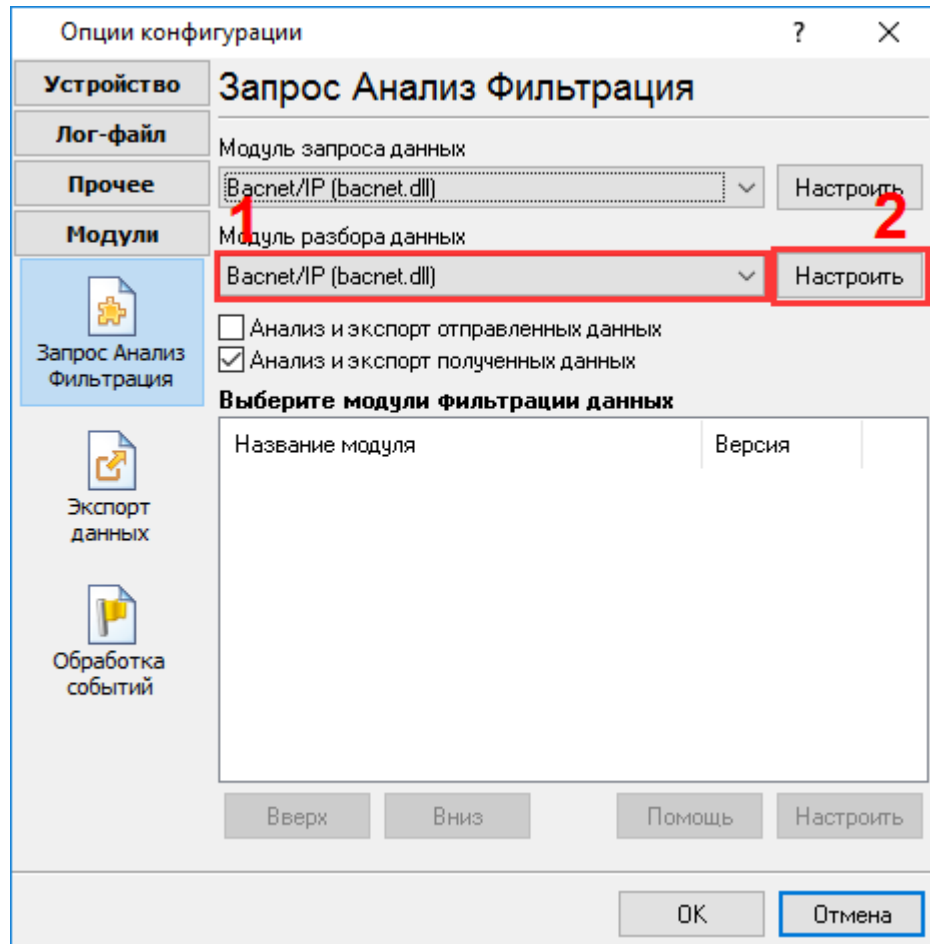 Опции конфигурации
?
Устройство
Лог-файл
Прочее
Модули
Запрос Анализ
Фильтрация
Экспорт
данных
Обработка
событий
Запрос Анализ Фильтрация
Модуль запроса данных
Bacnet/IP (bacnet.dll)
Настроить
1
2
Модуль разбора данных
Bacnet/IP (bacnet.dll)
Настроить
Анализ и экспорт отправленных данных
Анализ и экспорт полученных данных
Выберите модули фильтрации данных
Название модуля
Версия
Вверх
Вниз
Помощь
Настроить
OK
Отмена